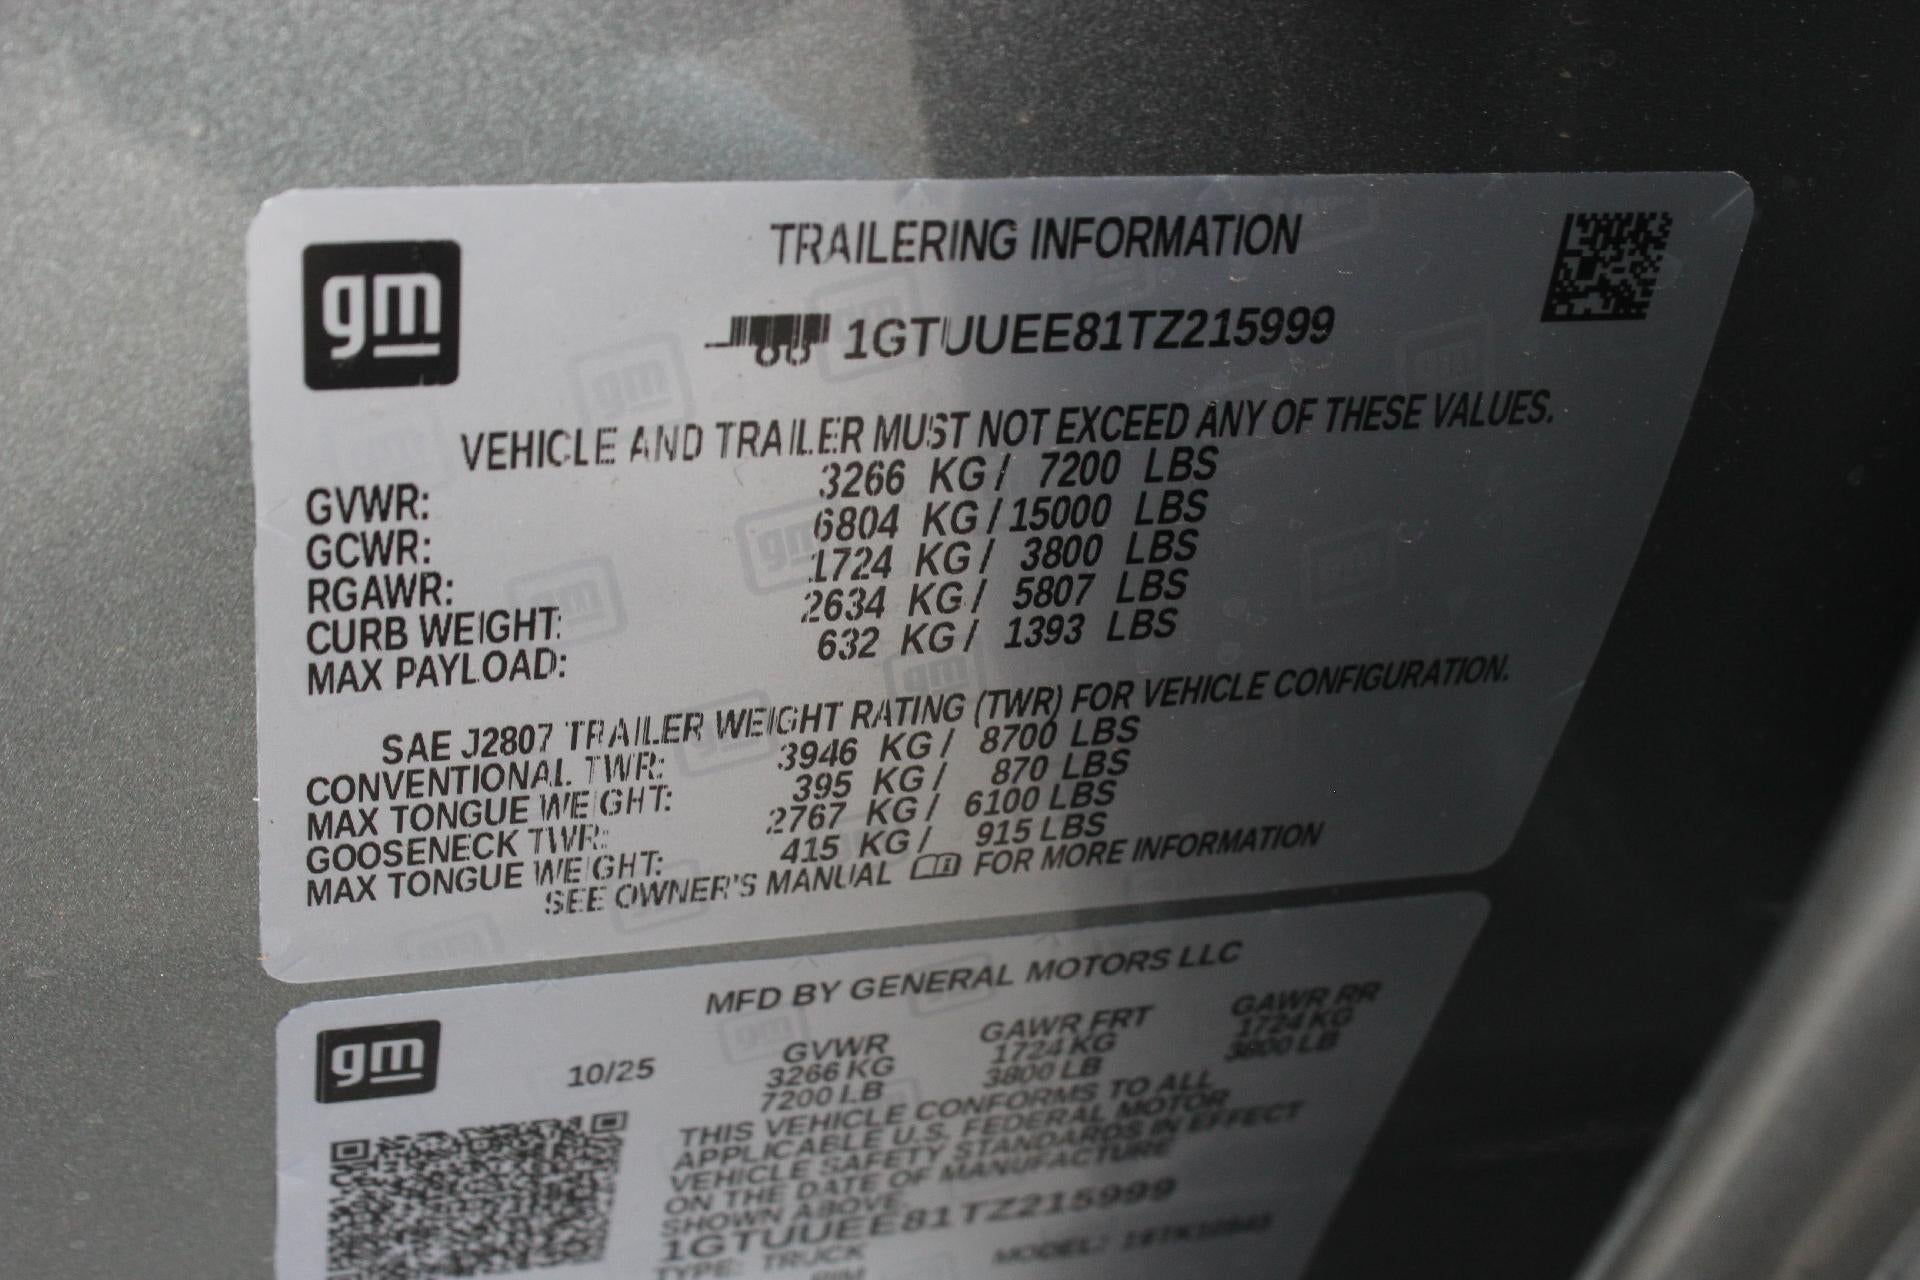 gm
TRAILERING INFORMATION
1GTUUEE81TZ215999
VEHICLE AND TRAILER MUST NOT EXCEED ANY OF THESE VALUES.
GVWR: 3266 KG / 7200 LBS
GCWR: 6804 KG / 15000 LBS
RGAWR: 1724 KG / 3800 LBS
CURB WEIGHT: 2634 KG / 5807 LBS
MAX PAYLOAD: 632 KG / 1393 LBS
SAE J2807 TRAILER WEIGHT RATING (TWR) FOR VEHICLE CONFIGURATION.
CONVENTIONAL TWR: 3946 KG / 8700 LBS
MAX TONGUE WEIGHT: 395 KG / 870 LBS
GOOSENECK TWR: 2767 KG / 6100 LBS
MAX TONGUE WEIGHT: 415 KG / 915 LBS
SEE OWNER'S MANUAL FOR MORE INFORMATION
gm
MFD BY GENERAL MOTORS LLC
10/25 GVWR GAWR FRT GAWR RR
3266 KG 1724 KG 1724 KG
7200 LB 3800 LB 3800 LB
THIS VEHICLE CONFORMS TO ALL
APPLICABLE U.S. FEDERAL MOTOR
VEHICLE SAFETY STANDARDS IN EFFECT
ON THE DATE OF MANUFACTURE
SHOWN ABOVE.
1GTUUEE81TZ215999
TYPE: TRUCK MODEL:
RIM